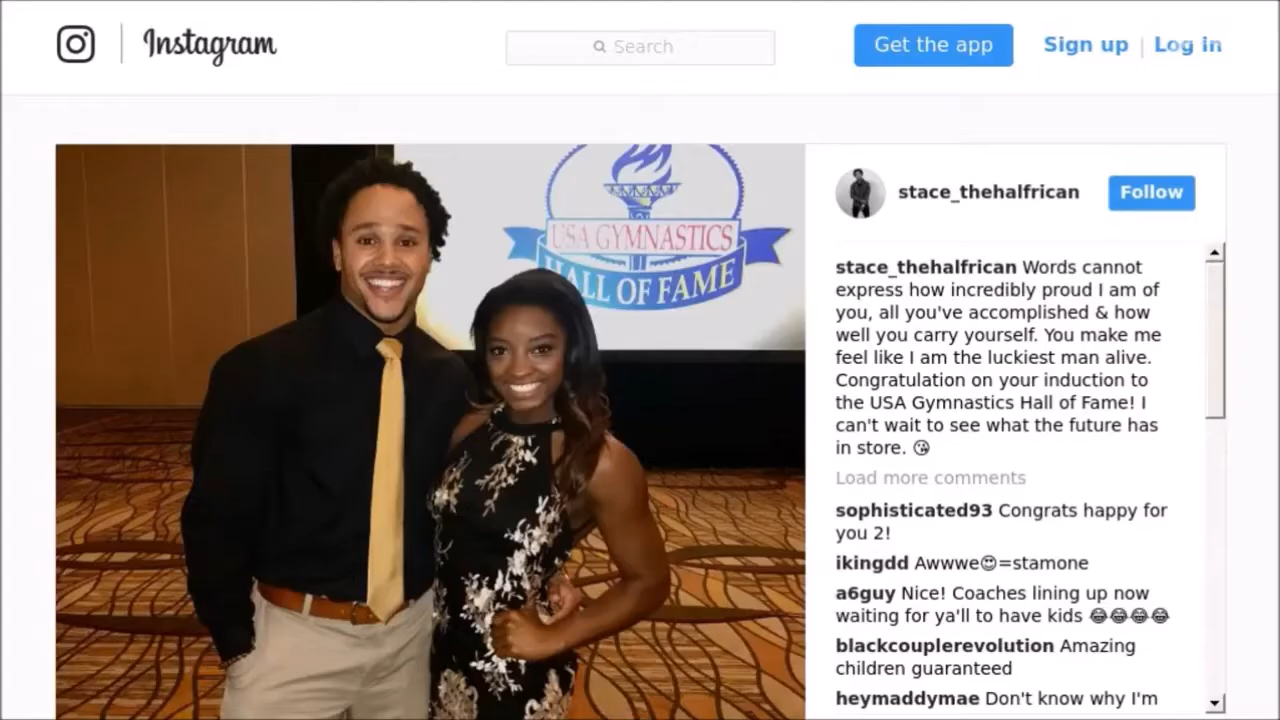 Instagram
Search
Get the app
Sign up | Log in
USA GYMNASTICS
HALL OF FAME
stace_thehalfrican
Follow
stace_thehalfrican Words cannot
express how incredibly proud I am of
you, all you've accomplished & how
well you carry yourself. You make me
feel like I am the luckiest man alive.
Congratulation on your induction to
the USA Gymnastics Hall of Fame! I
can't wait to see what the future has
in store. 😘
Load more comments
sophisticated93 Congrats happy for
you 2!
ikingdd Awwwe😍=stamone
a6guy Nice! Coaches lining up now
waiting for ya'll to have kids 😂😂😂😂
blackcouplerevolution Amazing
children guaranteed
heymaddymae Don't know why I'm